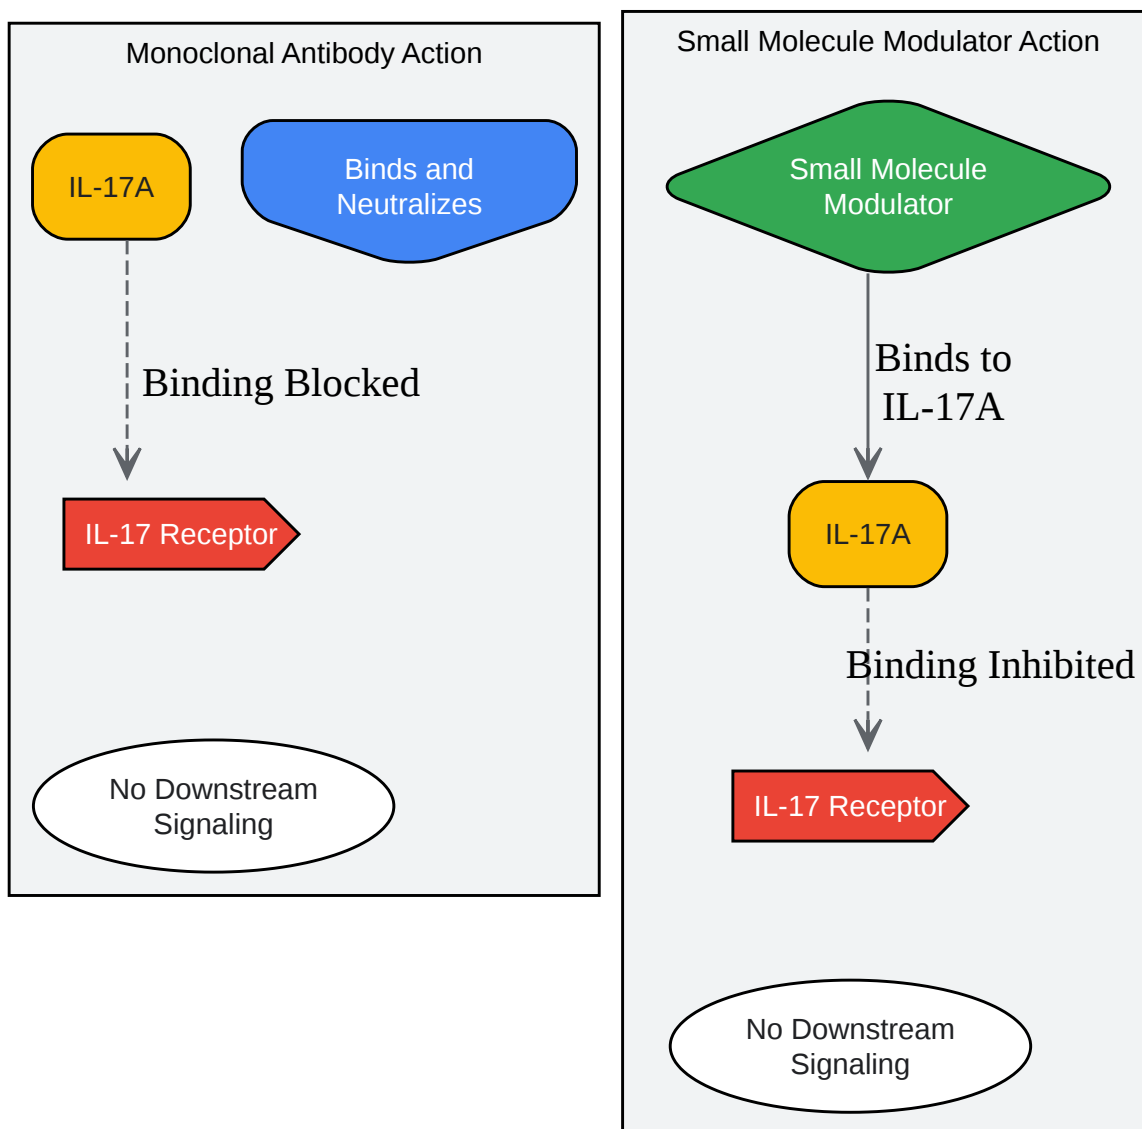 Monoclonal Antibody Action
IL-17A
Binds and
Neutralizes
Binding Blocked
IL-17 Receptor
No Downstream
Signaling
Small Molecule Modulator Action
Small Molecule
Modulator
Binds to
IL-17A
IL-17A
Binding Inhibited
IL-17 Receptor
No Downstream
Signaling